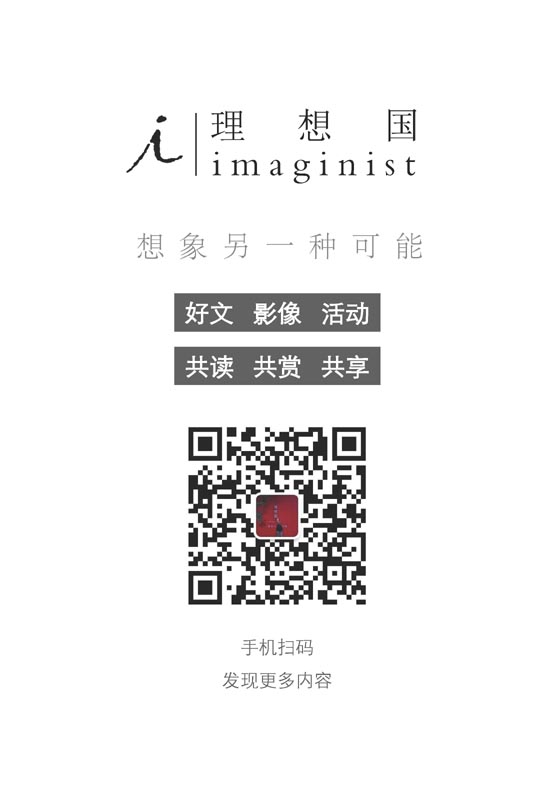 i 理想国
imaginist
想象另一种可能
好文 影像 活动
共读 共赏 共享
手机扫码
发现更多内容